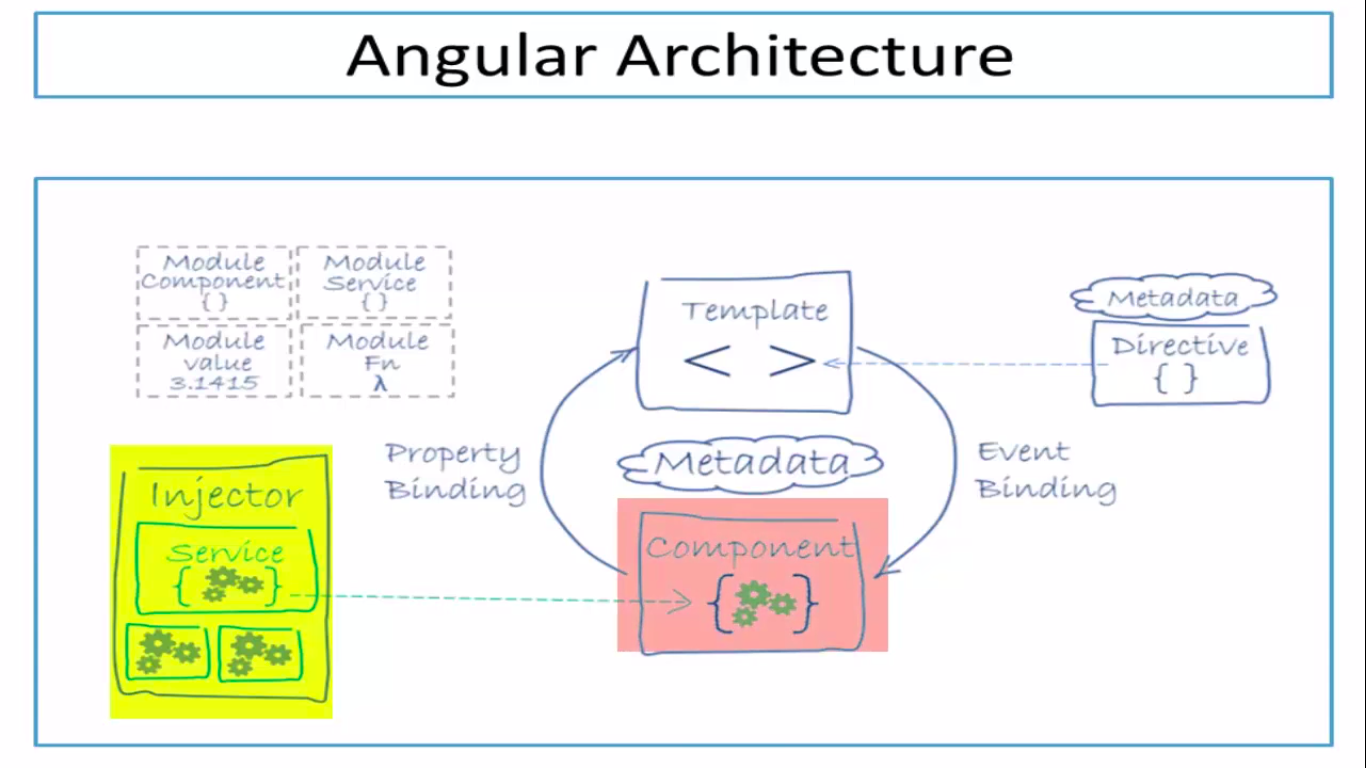 Angular Architecture
Module
Component
{ }
Module
Service
{ }
Module
value
3.1415
Module
Fn
λ
Template
< >
Metadata
Directive
{ }
Property
Binding
Metadata
Event
Binding
Injector
Service
{ }
Component
{ }